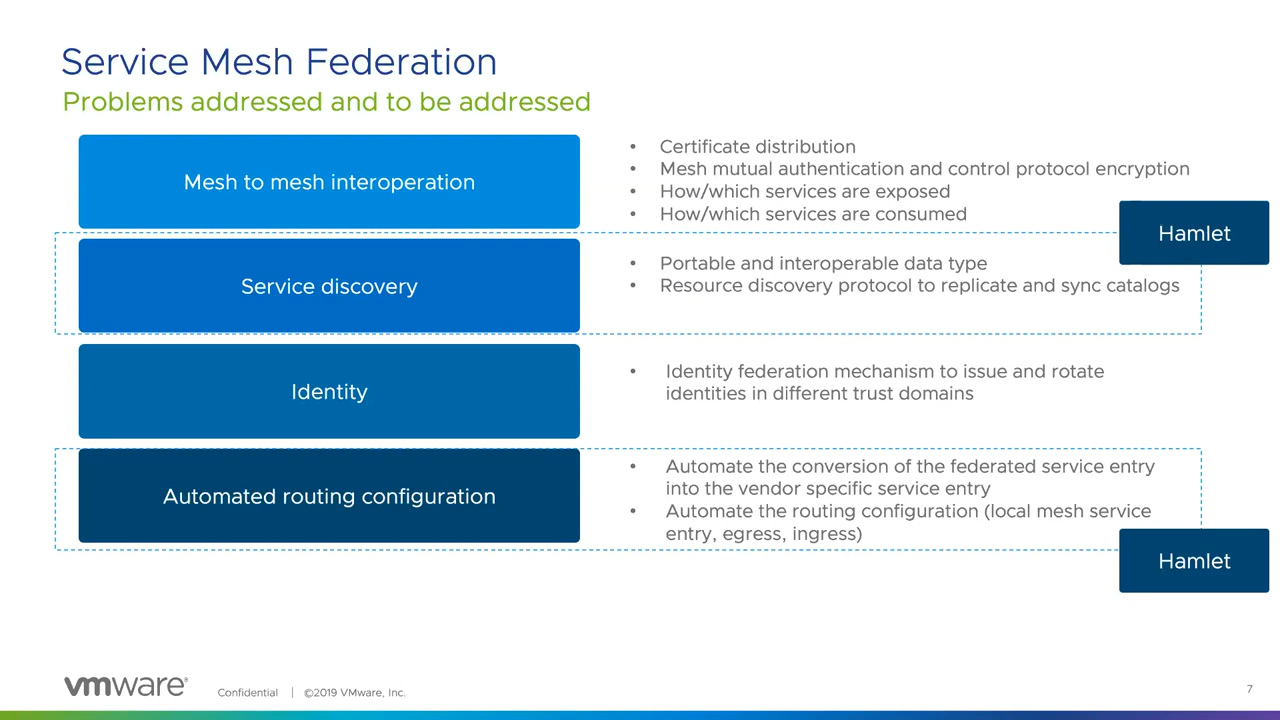 Service Mesh Federation
Problems addressed and to be addressed
Mesh to mesh interoperation
• Certificate distribution
• Mesh mutual authentication and control protocol encryption
• How/which services are exposed
• How/which services are consumed
Hamlet
Service discovery
• Portable and interoperable data type
• Resource discovery protocol to replicate and sync catalogs
Identity
• Identity federation mechanism to issue and rotate
identities in different trust domains
Automated routing configuration
• Automate the conversion of the federated service entry
into the vendor specific service entry
• Automate the routing configuration (local mesh service
entry, egress, ingress)
Hamlet
vmware®
Confidential | ©2019 VMware, Inc.
7